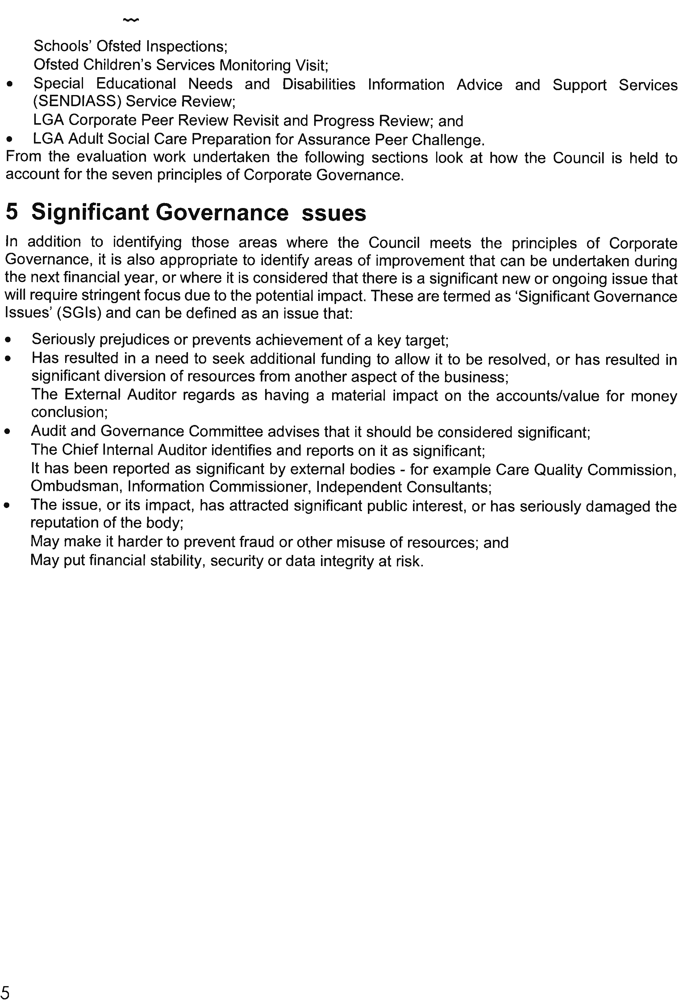 Schools’ Ofsted Inspections;
Ofsted Children’s Services Monitoring Visit;
• Special Educational Needs and Disabilities Information Advice and Support Services
(SENDIASS) Service Review;
LGA Corporate Peer Review Revisit and Progress Review; and
• LGA Adult Social Care Preparation for Assurance Peer Challenge.
From the evaluation work undertaken the following sections look at how the Council is held to
account for the seven principles of Corporate Governance.
5 Significant Governance ssues
In addition to identifying those areas where the Council meets the principles of Corporate
Governance, it is also appropriate to identify areas of improvement that can be undertaken during
the next financial year, or where it is considered that there is a significant new or ongoing issue that
will require stringent focus due to the potential impact. These are termed as ‘Significant Governance
Issues’ (SGIs) and can be defined as an issue that:
• Seriously prejudices or prevents achievement of a key target;
• Has resulted in a need to seek additional funding to allow it to be resolved, or has resulted in
significant diversion of resources from another aspect of the business;
The External Auditor regards as having a material impact on the accounts/value for money
conclusion;
• Audit and Governance Committee advises that it should be considered significant;
The Chief Internal Auditor identifies and reports on it as significant;
It has been reported as significant by external bodies - for example Care Quality Commission,
Ombudsman, Information Commissioner, Independent Consultants;
• The issue, or its impact, has attracted significant public interest, or has seriously damaged the
reputation of the body;
May make it harder to prevent fraud or other misuse of resources; and
May put financial stability, security or data integrity at risk.
5